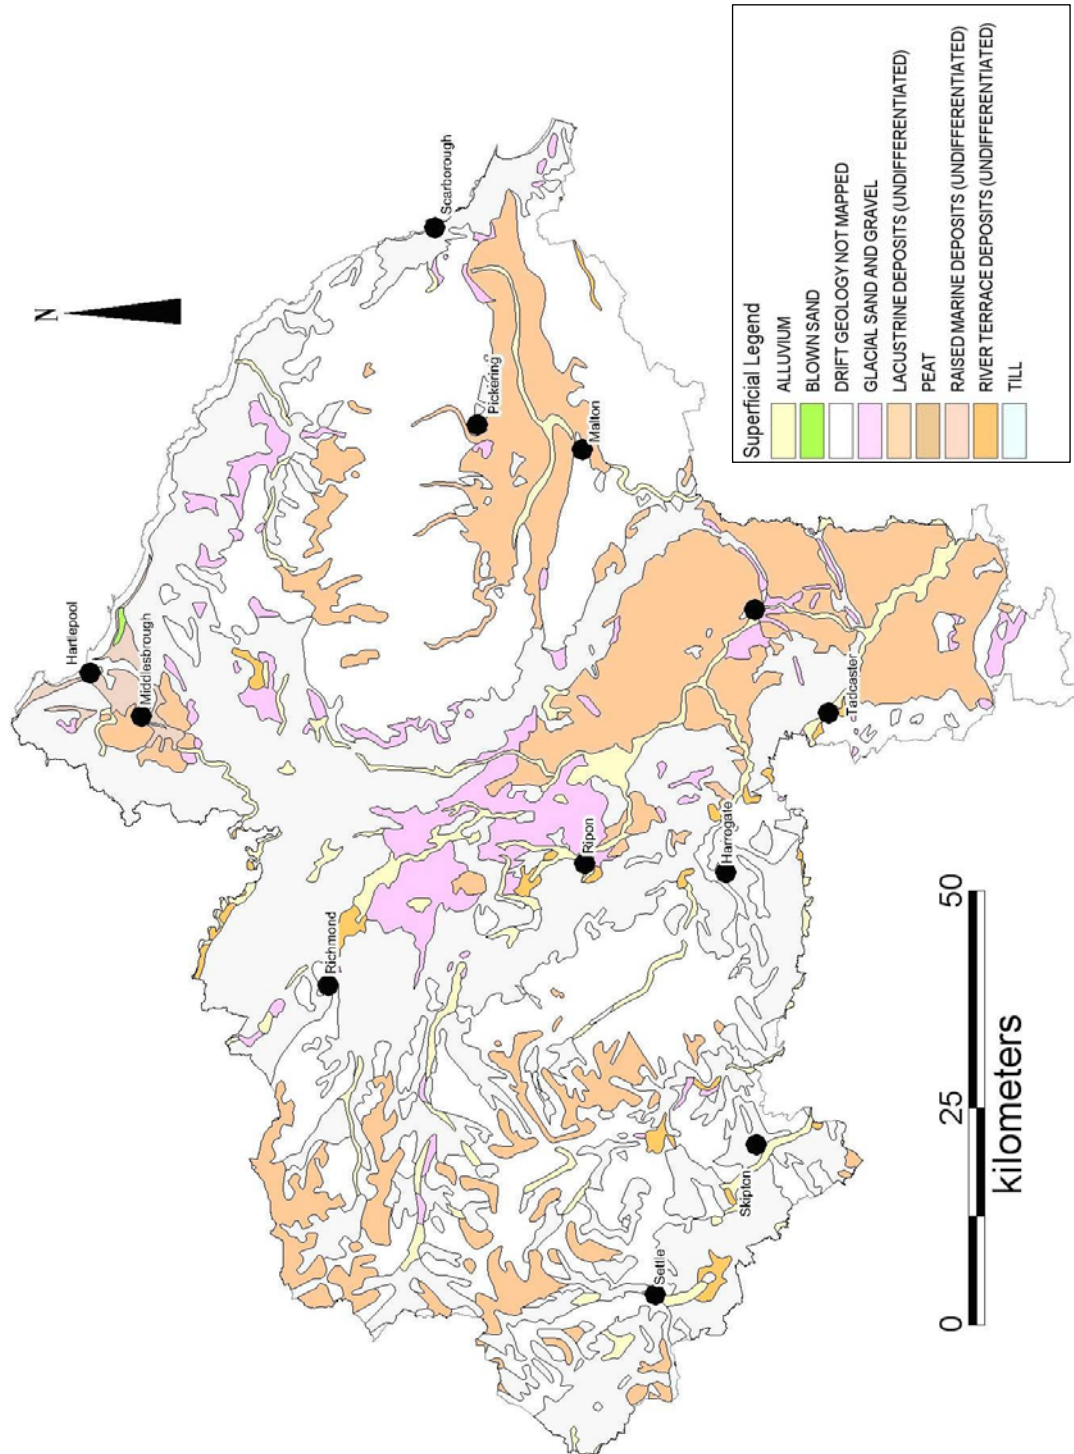 N
Hartlepool
Middlesbrough
Scarborough
Richmond
Pickering
Malton
Ripon
Settle
Harrogate
Skipton
Tadcaster
0
25
50
kilometers
Superficial Legend
ALLUVIUM
BLOWN SAND
DRIFT GEOLOGY NOT MAPPED
GLACIAL SAND AND GRAVEL
LACUSTRINE DEPOSITS (UNDIFFERENTIATED)
PEAT
RAISED MARINE DEPOSITS (UNDIFFERENTIATED)
RIVER TERRACE DEPOSITS (UNDIFFERENTIATED)
TILL